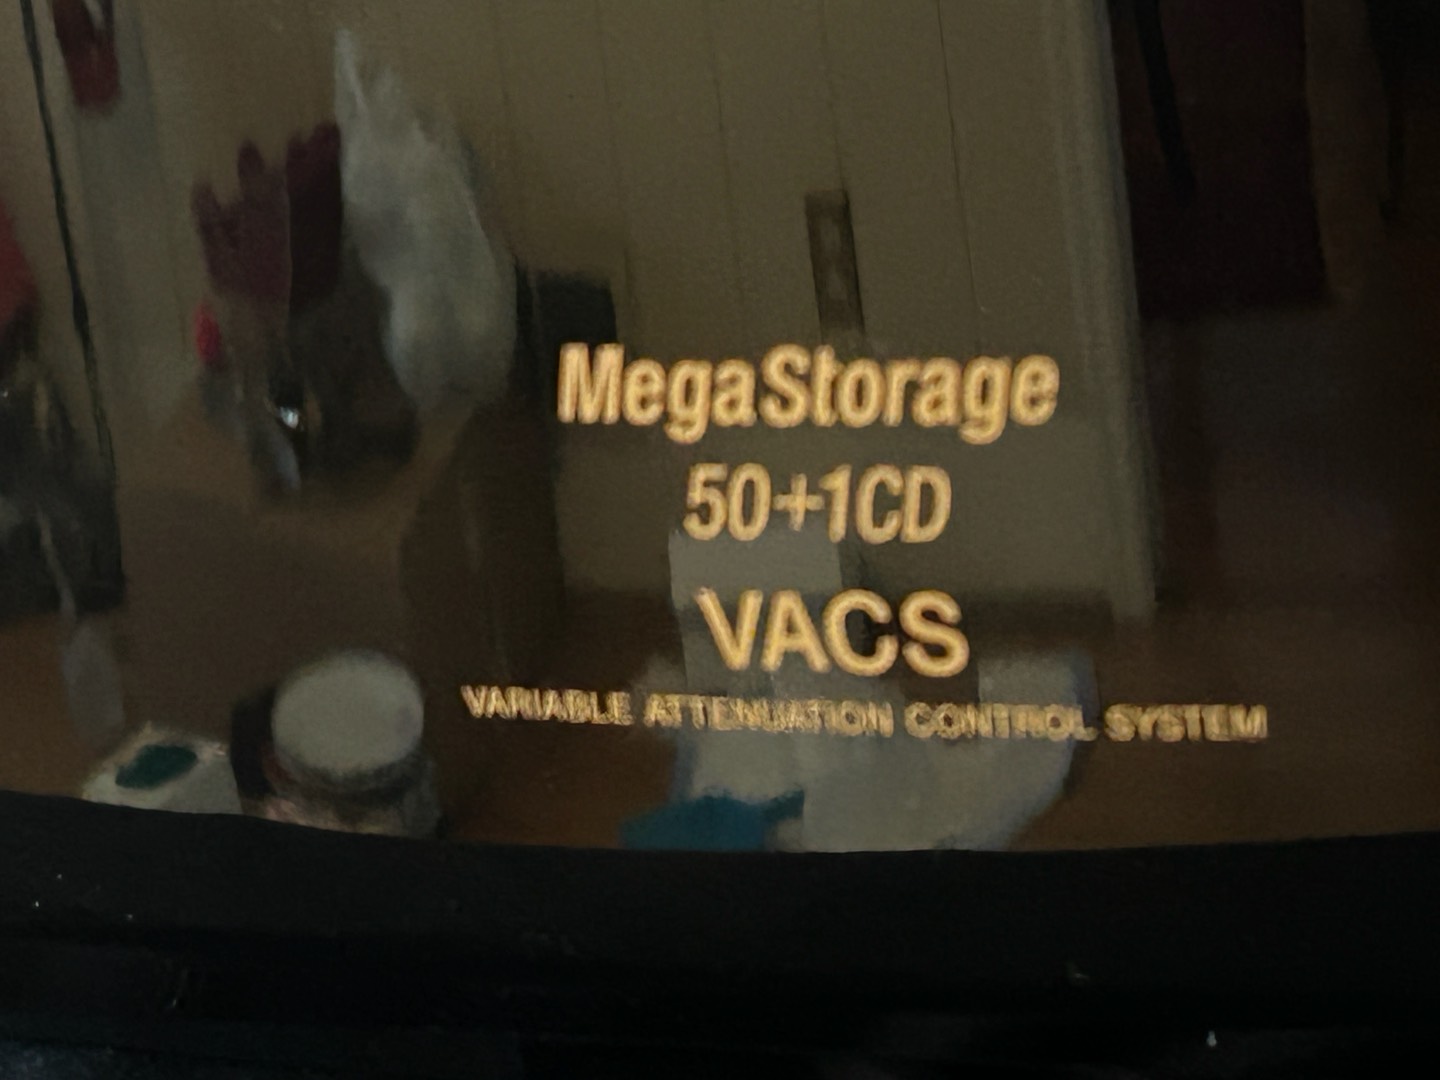 MegaStorage
50+1CD
VACS
VARIABLE ATTENUATION CONTROL SYSTEM